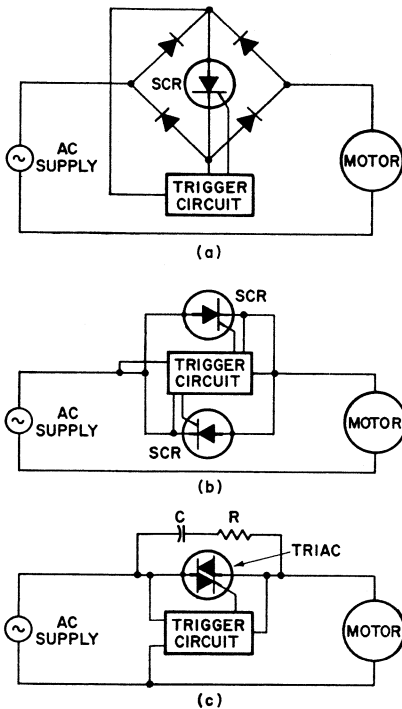 SCR
AC
SUPPLY
TRIGGER
CIRCUIT
MOTOR
(a)
SCR
TRIGGER
CIRCUIT
AC
SUPPLY
SCR
MOTOR
(b)
C R
TRIAC
AC
SUPPLY
TRIGGER
CIRCUIT
MOTOR
(c)